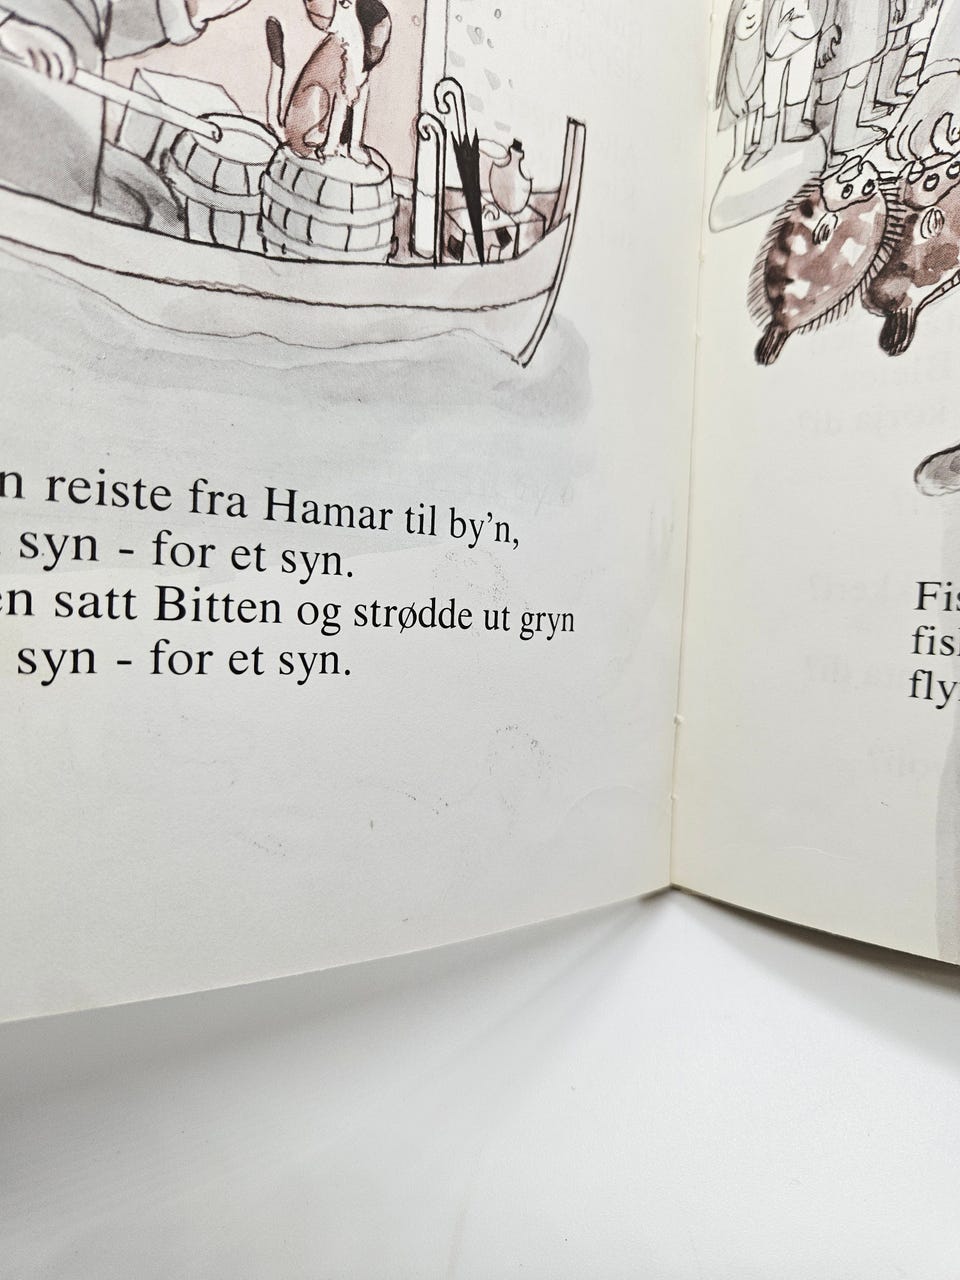 n reiste fra Hamar til by'n,
syn - for et syn.
en satt Bitten og strødde ut gryn
syn - for et syn.
Fis
fis
fly